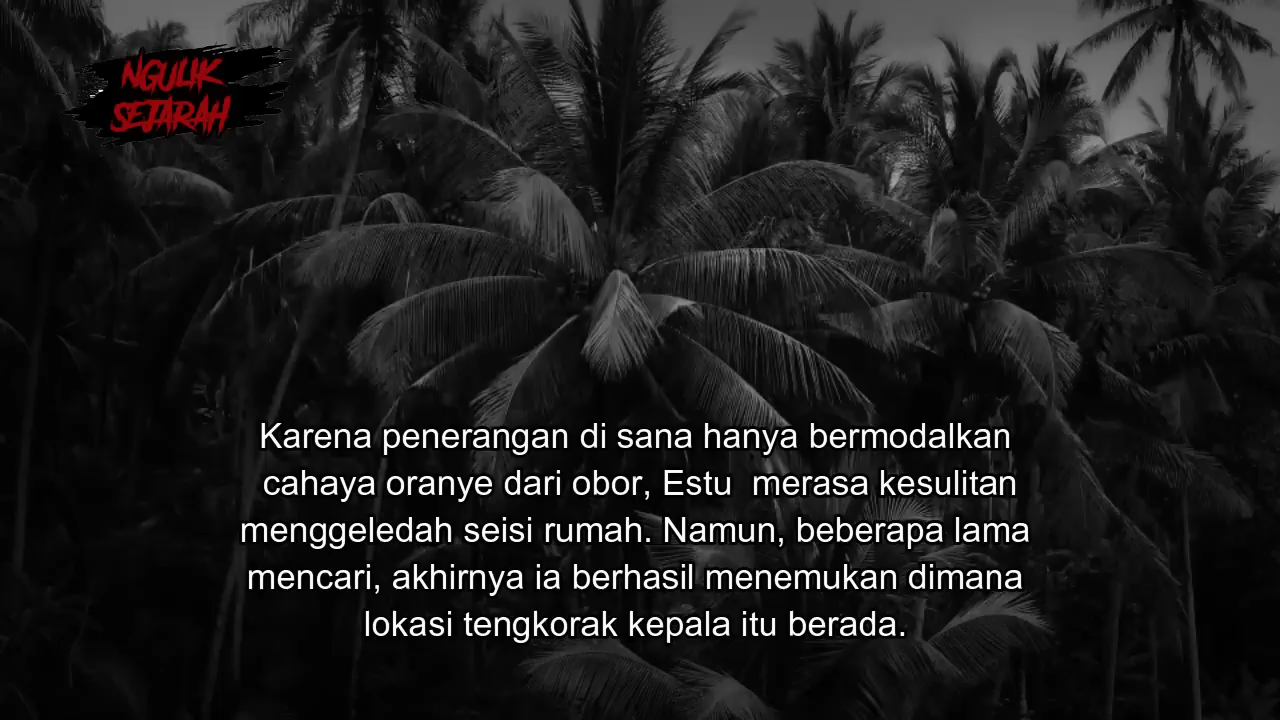 NGULIK
SEJARAH
Karena penerangan di sana hanya bermodalkan
cahaya oranye dari obor, Estu  merasa kesulitan
menggeledah seisi rumah. Namun, beberapa lama
mencari, akhirnya ia berhasil menemukan dimana
lokasi tengkorak kepala itu berada.